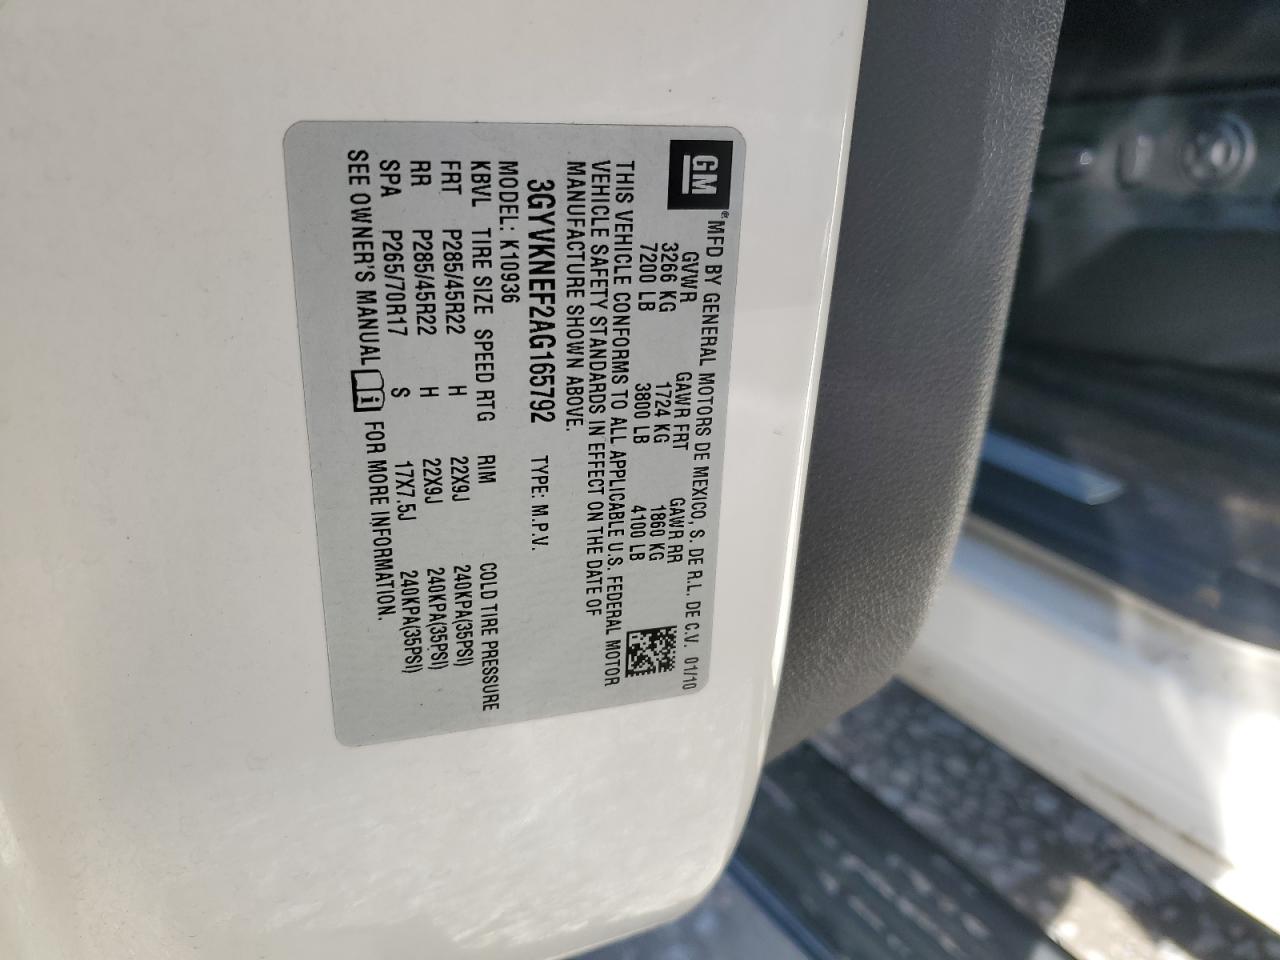 GM
®MFD BY GENERAL MOTORS DE MEXICO, S. DE R.L. DE C.V. 01/10
GVWR GAWR FRT GAWR RR
3266 KG 1724 KG 1860 KG
7200 LB 3800 LB 4100 LB
THIS VEHICLE CONFORMS TO ALL APPLICABLE U.S. FEDERAL MOTOR
VEHICLE SAFETY STANDARDS IN EFFECT ON THE DATE OF
MANUFACTURE SHOWN ABOVE.
3GYVKNEF2AG165792 TYPE: M.P.V.
MODEL: K10936
KBVL TIRE SIZE SPEED RTG RIM COLD TIRE PRESSURE
FRT P285/45R22 H 22X9J 240KPA(35PSI)
RR P285/45R22 H 22X9J 240KPA(35PSI)
SPA P265/70R17 S 17X7.5J 240KPA(35PSI)
SEE OWNER'S MANUAL i FOR MORE INFORMATION.